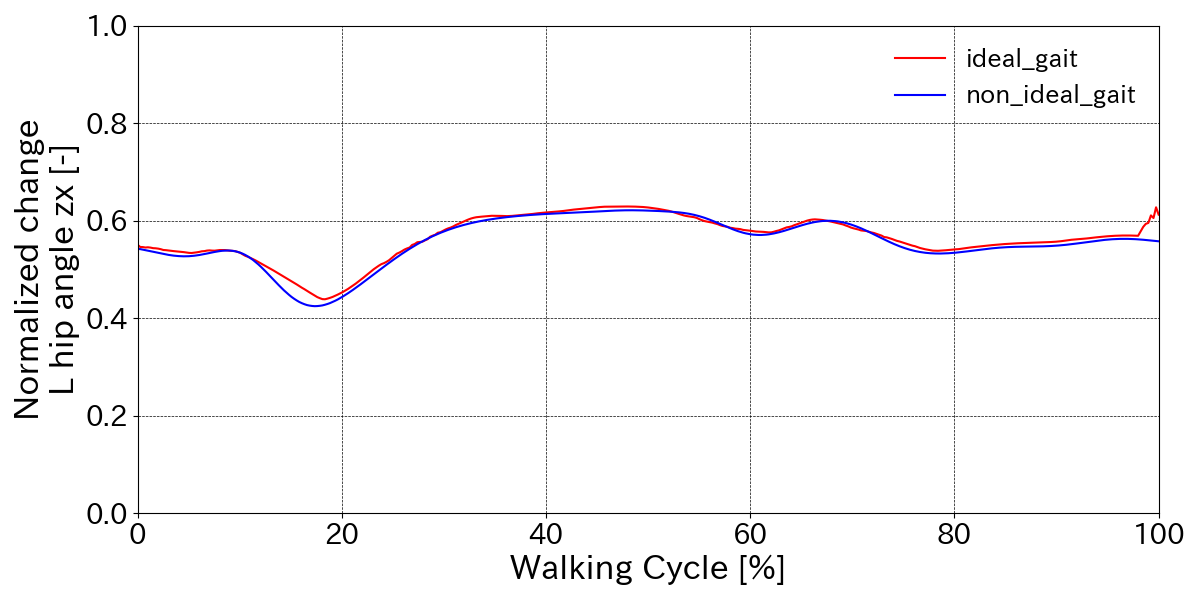 1.0
0.8
0.6
0.4
0.2
0.0
Normalized change
L hip angle zx [-]
ideal_gait
non_ideal_gait
0 20 40 60 80 100
Walking Cycle [%]